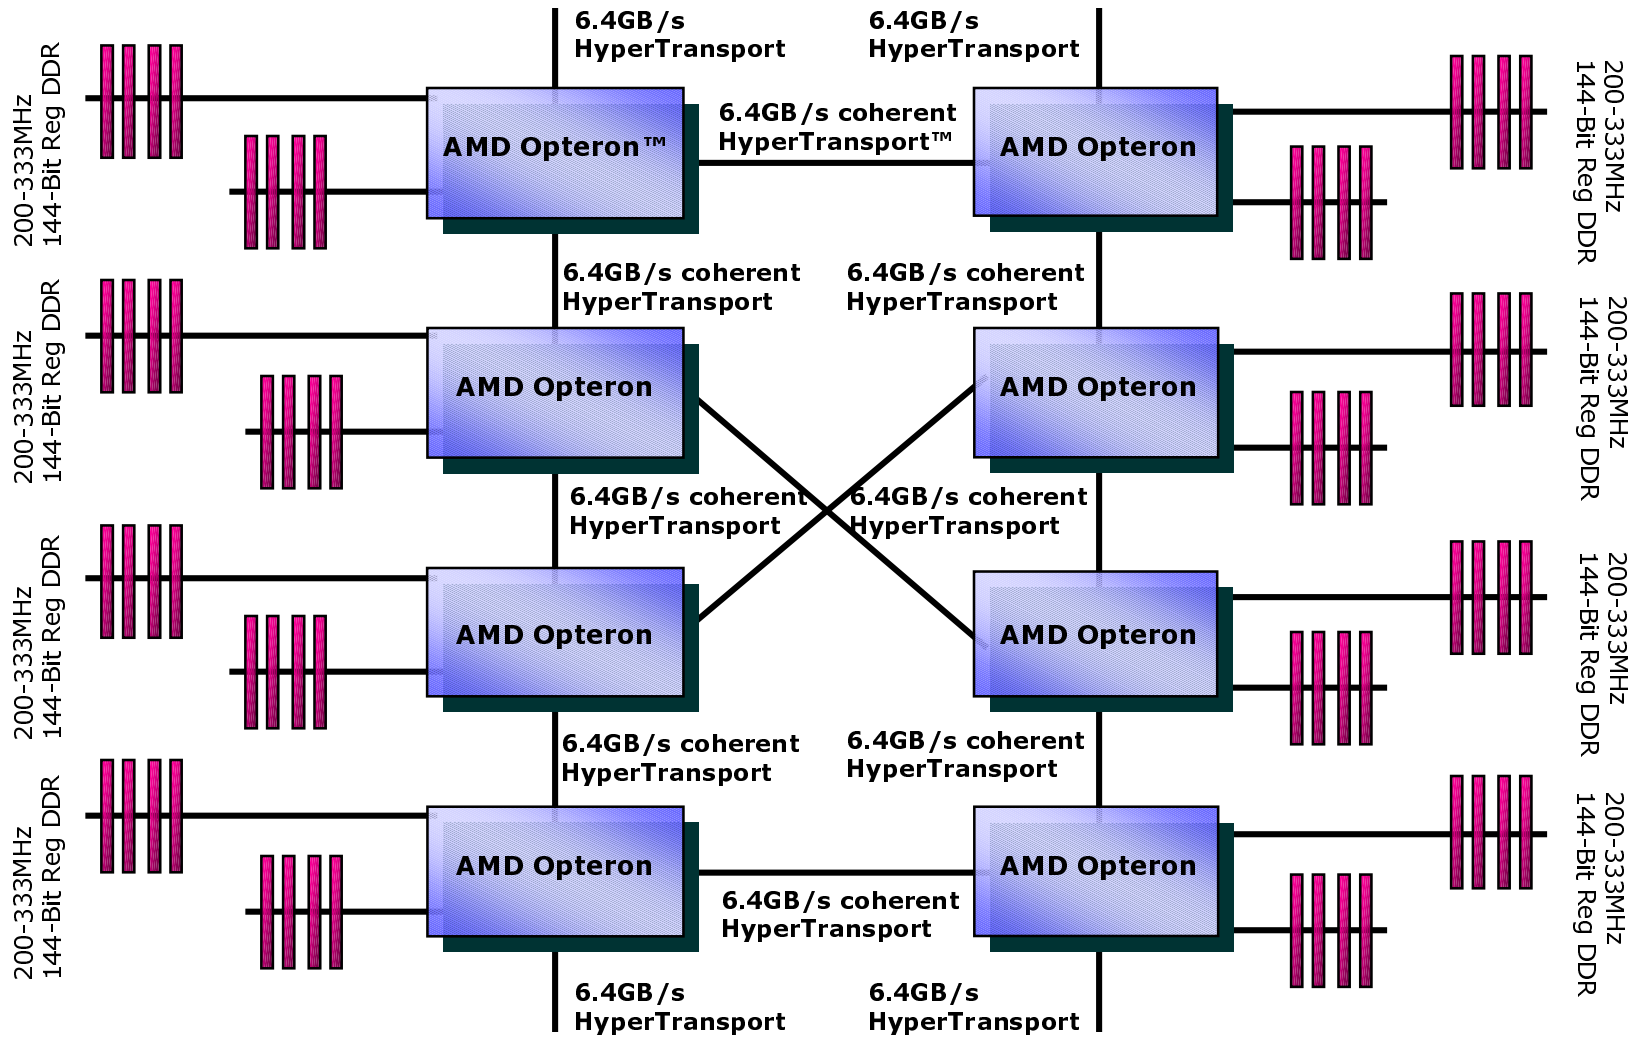 6.4GB/s
HyperTransport
6.4GB/s
HyperTransport
200-333MHz
144-Bit Reg DDR
AMD Opteron™
6.4GB/s coherent
HyperTransport™
AMD Opteron
200-333MHz
144-Bit Reg DDR
6.4GB/s coherent
HyperTransport
6.4GB/s coherent
HyperTransport
200-333MHz
144-Bit Reg DDR
AMD Opteron
AMD Opteron
200-333MHz
144-Bit Reg DDR
6.4GB/s coherent
HyperTransport
6.4GB/s coherent
HyperTransport
200-333MHz
144-Bit Reg DDR
AMD Opteron
AMD Opteron
200-333MHz
144-Bit Reg DDR
6.4GB/s coherent
HyperTransport
6.4GB/s coherent
HyperTransport
200-333MHz
144-Bit Reg DDR
AMD Opteron
AMD Opteron
200-333MHz
144-Bit Reg DDR
6.4GB/s coherent
HyperTransport
6.4GB/s
HyperTransport
6.4GB/s
HyperTransport